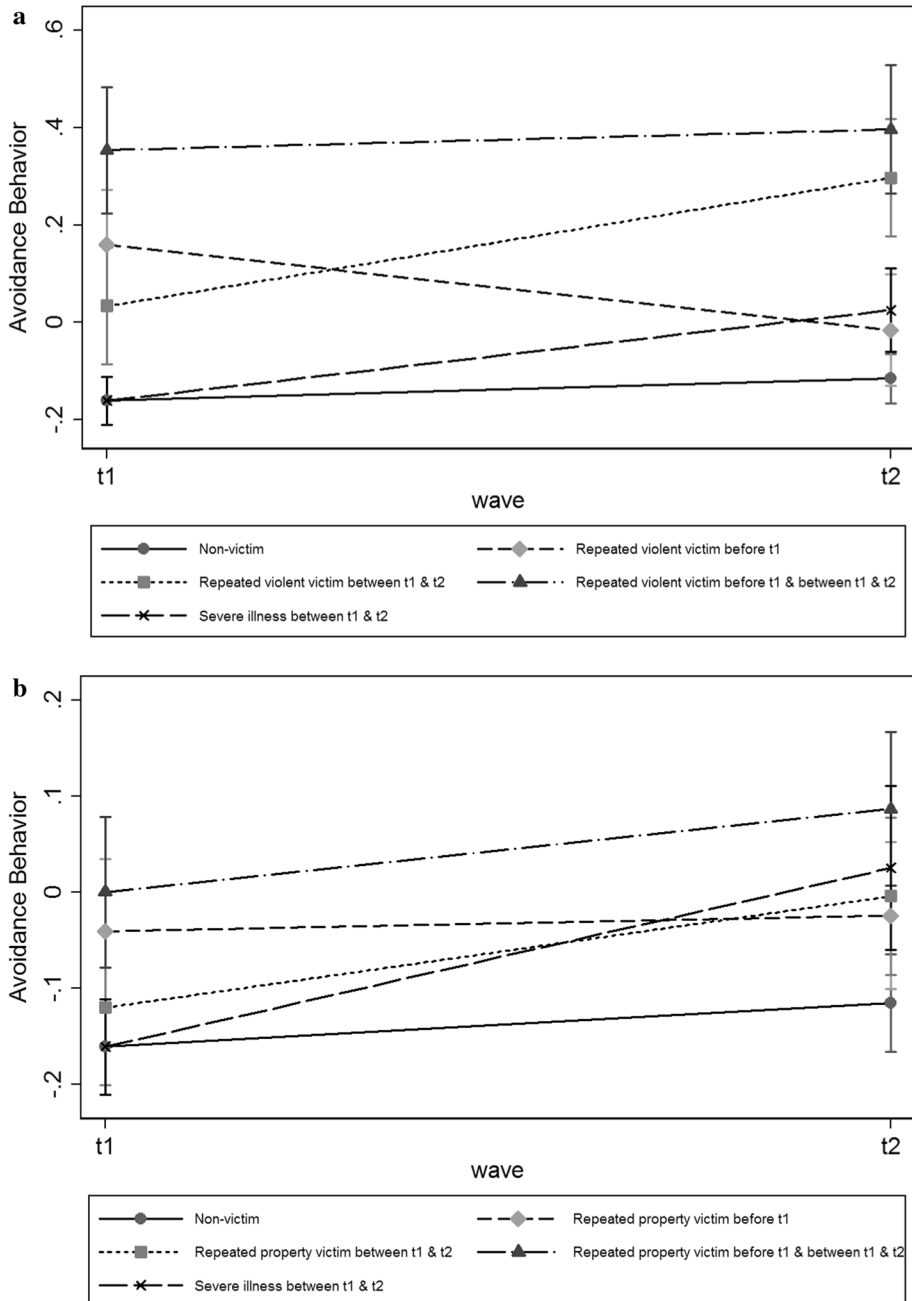 a
.6
.4
.2
0
-.2
Avoidance Behavior
t1
t2
wave
Non-victim
Repeated violent victim before t1
Repeated violent victim between t1 & t2
Repeated violent victim before t1 & between t1 & t2
Severe illness between t1 & t2
b
.2
.1
0
-.1
-.2
Avoidance Behavior
t1
t2
wave
Non-victim
Repeated property victim before t1
Repeated property victim between t1 & t2
Repeated property victim before t1 & between t1 & t2
Severe illness between t1 & t2